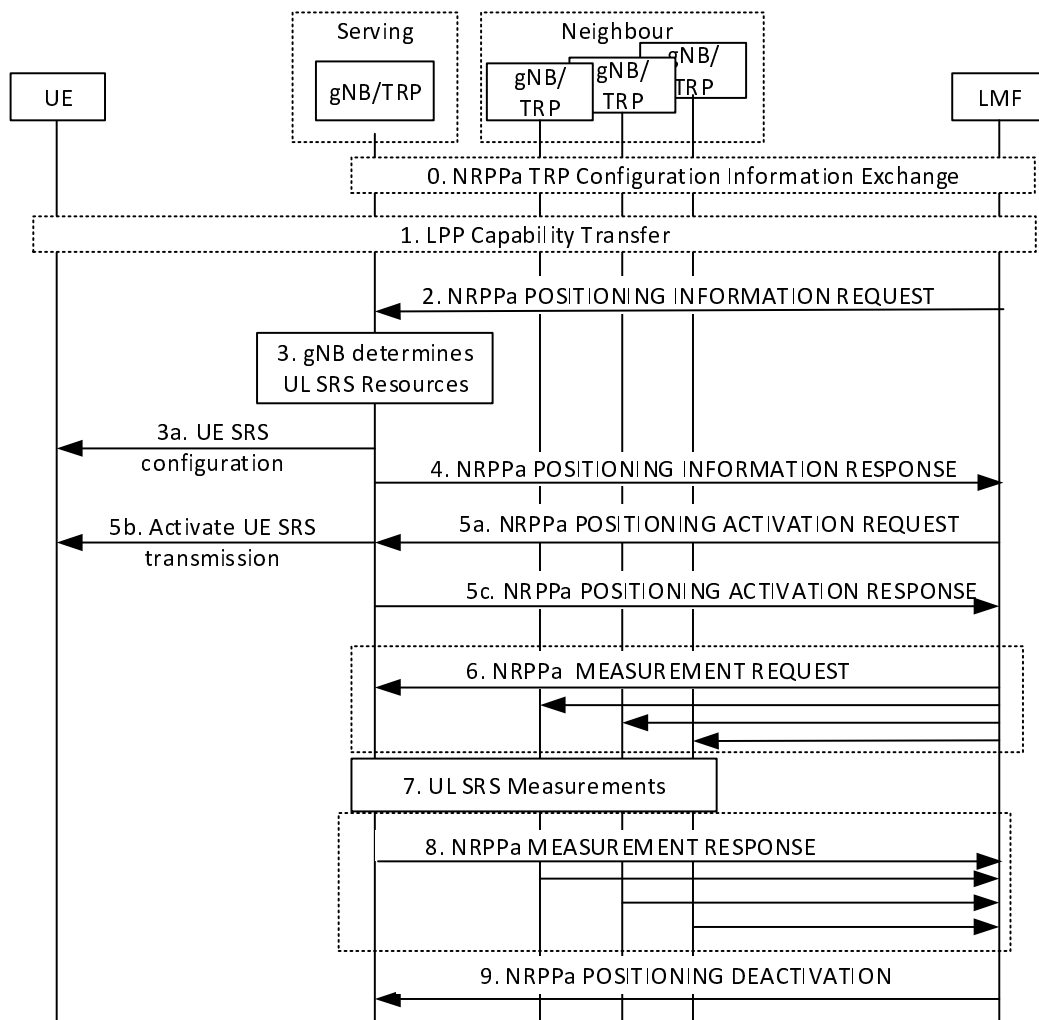 Serving
Neighbour
gNB/TRP
gNB/
TRP
gNB/
TRP
gNB/
TRP
UE
LMF
0. NRPPa TRP Configuration Information Exchange
1. LPP Capability Transfer
2. NRPPa POSITIONING INFORMATION REQUEST
3. gNB determines
UL SRS Resources
3a. UE SRS
configuration
4. NRPPa POSITIONING INFORMATION RESPONSE
5b. Activate UE SRS
transmission
5a. NRPPa POSITIONING ACTIVATION REQUEST
5c. NRPPa POSITIONING ACTIVATION RESPONSE
6. NRPPa MEASUREMENT REQUEST
7. UL SRS Measurements
8. NRPPa MEASUREMENT RESPONSE
9. NRPPa POSITIONING DEACTIVATION